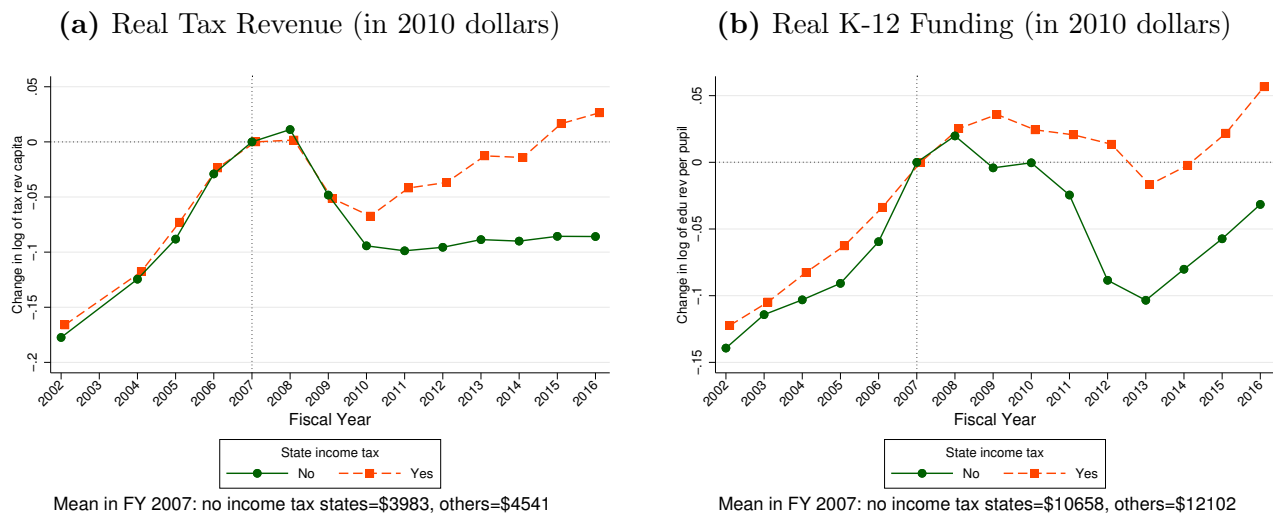 (a) Real Tax Revenue (in 2010 dollars)
Change in log of tax rev capita
.05
0
-.05
-.1
-.15
-.2
2002 2003 2004 2005 2006 2007 2008 2009 2010 2011 2012 2013 2014 2015 2016
Fiscal Year
State income tax
No Yes
Mean in FY 2007: no income tax states=$3983, others=$4541
(b) Real K-12 Funding (in 2010 dollars)
Change in log of edu rev per pupil
.05
0
-.05
-.1
-.15
2002 2003 2004 2005 2006 2007 2008 2009 2010 2011 2012 2013 2014 2015 2016
Fiscal Year
State income tax
No Yes
Mean in FY 2007: no income tax states=$10658, others=$12102